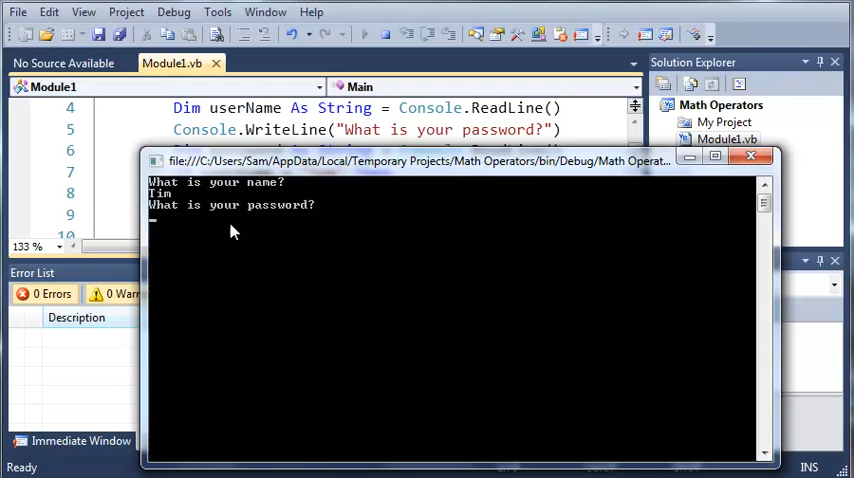 File Edit View Project Debug Tools Window Help
No Source Available Module1.vb
Solution Explorer
Module1 Main
Math Operators
My Project
Module1.vb
4 Dim userName As String = Console.ReadLine()
5 Console.WriteLine("What is your password?")
6
7
8
9
10
file:///C:/Users/Sam/AppData/Local/Temporary Projects/Math Operators/bin/Debug/Math Operat...
What is your name?
Tim
What is your password?
133 %
Error List
0 Errors 0 Warr
Description
Immediate Window
Ready INS